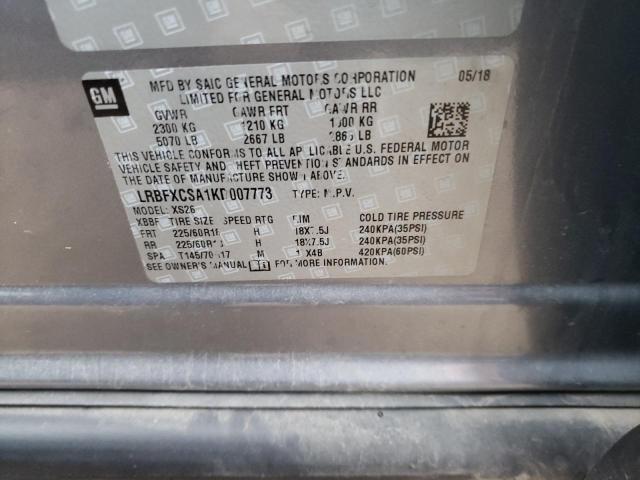 GM
MFD BY SAIC GENERAL MOTORS CORPORATION 05/18
LIMITED FOR GENERAL MOTORS LLC
GVWR GAWR FRT GAWR RR
2300 KG 1210 KG
5070 LB 2667 LB
THIS VEHICLE CONFORMS TO ALL APPLICABLE U.S. FEDERAL MOTOR
VEHICLE SAFETY AND THEFT PREVENTION STANDARDS IN EFFECT ON
THE DATE OF MANUFACTURE SHOWN ABOVE.
TYPE: M.P.V.
MODEL: XS26
XBBF TIRE SIZE SPEED RTG RIM COLD TIRE PRESSURE
FRT 225/60R18 H 18X7.5J 240KPA(35PSI)
RR H 18X7.5J 240KPA(35PSI)
SPA M 420KPA(60PSI)
SEE OWNER'S MANUAL FOR MORE INFORMATION.